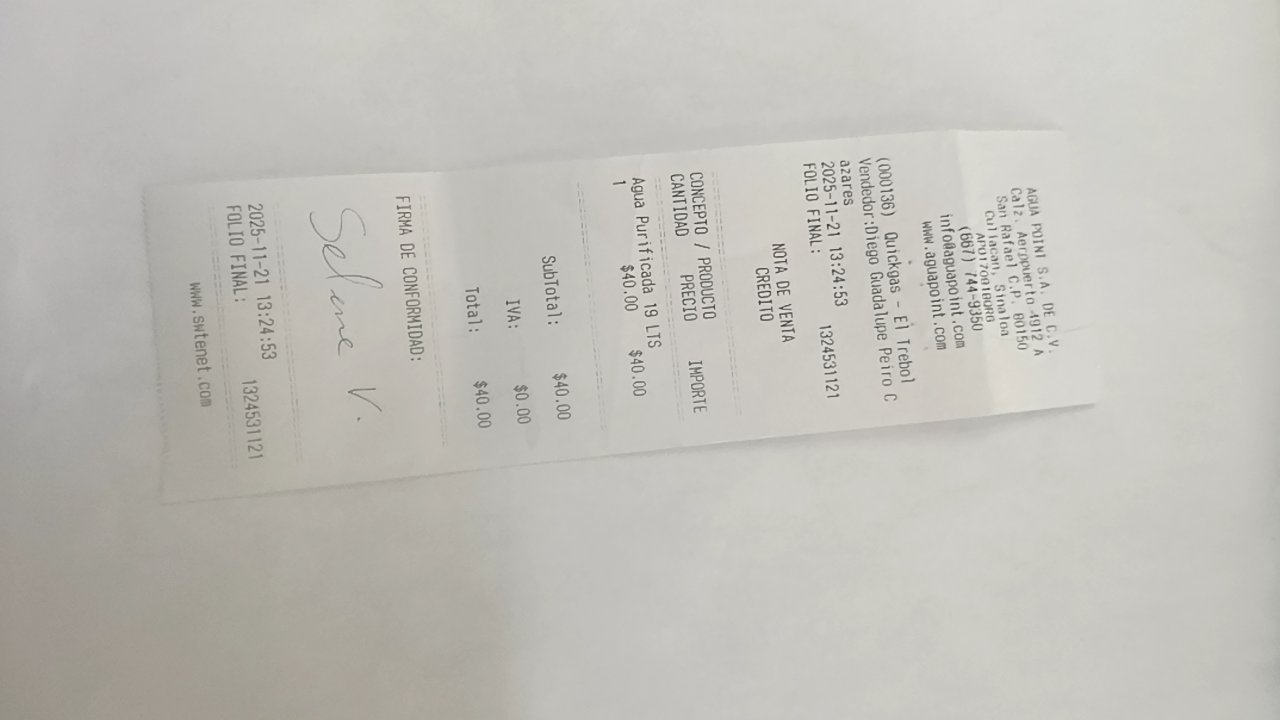 AGUA POINT S.A. DE C.V.
Calz. Aeropuerto 4912 A
San Rafael C.P. 80150
Culiacan, Sinaloa
(667) 744-9350
info@aguapoint.com
www.aguapoint.com
(000136) Quickgas - El Trebol
Vendedor:Diego Guadalupe Peiro C
azares
2025-11-21 13:24:53 1324531121
FOLIO FINAL:
NOTA DE VENTA
CREDITO
CONCEPTO / PRODUCTO
CANTIDAD PRECIO IMPORTE
Agua Purificada 19 LTS
1 $40.00 $40.00
SubTotal: $40.00
IVA: $0.00
Total: $40.00
FIRMA DE CONFORMIDAD:
Selene V.
2025-11-21 13:24:53 1324531121
FOLIO FINAL:
www.swtenet.com